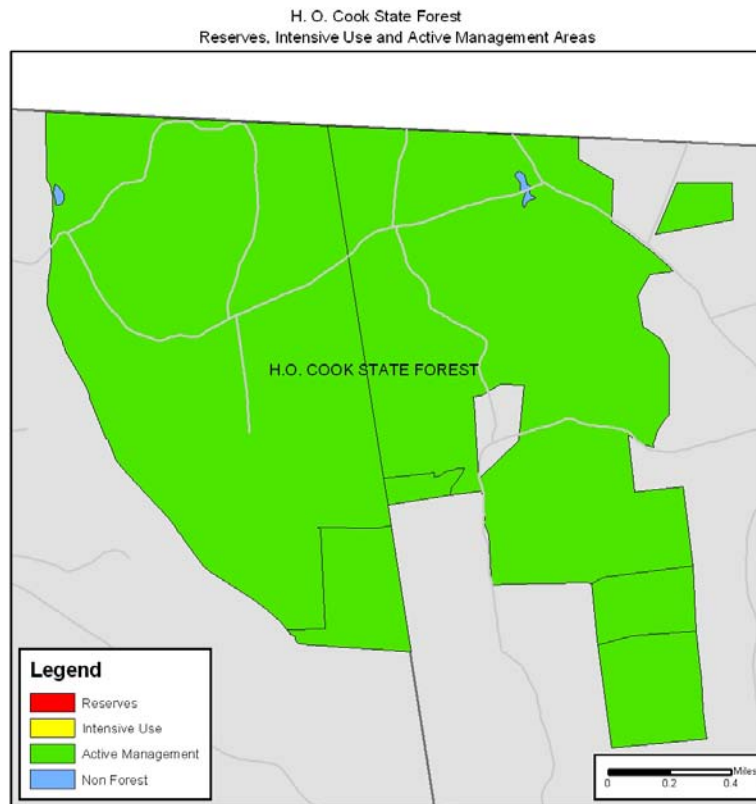 H. O. Cook State Forest
Reserves, Intensive Use and Active Management Areas
H.O. COOK STATE FOREST
Legend
Reserves
Intensive Use
Active Management
Non Forest
Miles
0 0.2 0.4